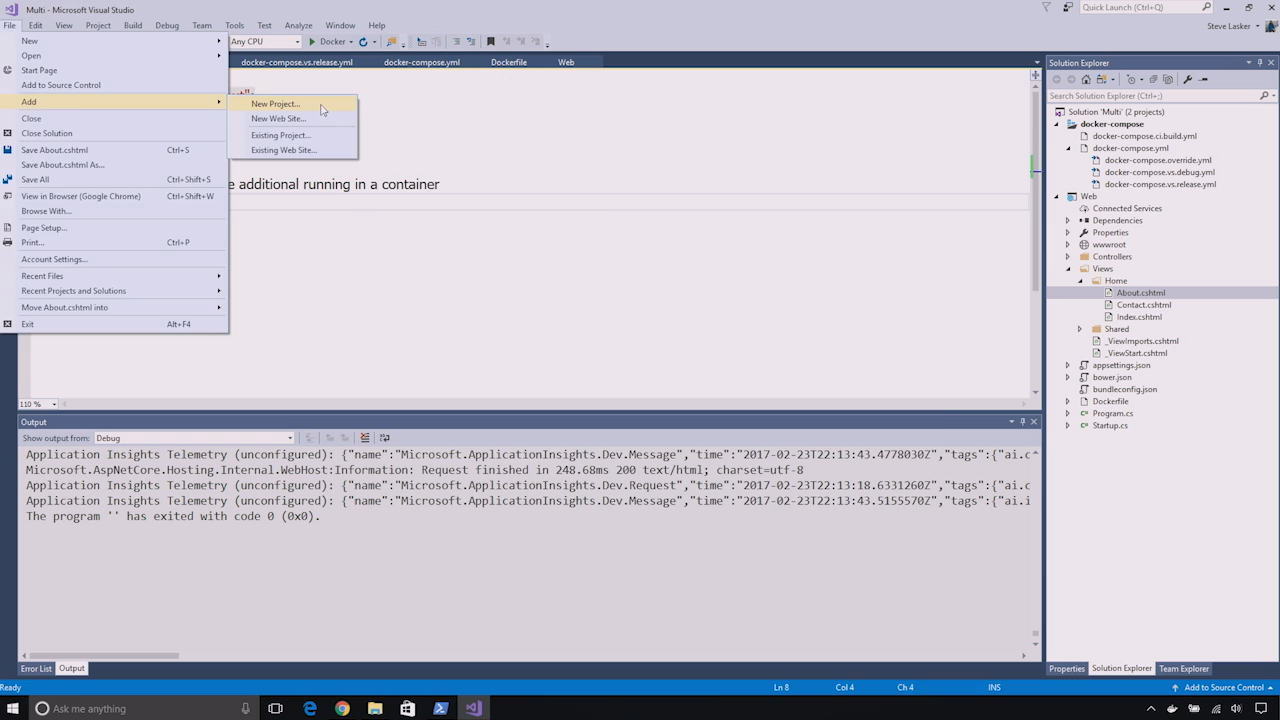 Multi - Microsoft Visual Studio
Quick Launch (Ctrl+Q)
File Edit View Project Build Debug Team Tools Test Analyze Window Help
Steve Lasker
Any CPU
Docker
New
Open
Start Page
Add to Source Control
Add
Close
Close Solution
Save About.cshtml Ctrl+S
Save About.cshtml As...
Save All Ctrl+Shift+S
View in Browser (Google Chrome) Ctrl+Shift+W
Browse With...
Page Setup...
Print... Ctrl+P
Account Settings...
Recent Files
Recent Projects and Solutions
Move About.cshtml into
Exit Alt+F4
New Project...
New Web Site...
Existing Project...
Existing Web Site...
docker-compose.vs.release.yml docker-compose.yml Dockerfile Web
e additional running in a container
110 %
Output
Show output from: Debug
Application Insights Telemetry (unconfigured): {"name":"Microsoft.ApplicationInsights.Dev.Message","time":"2017-02-23T22:13:43.4778030Z","tags":{"ai.c
Microsoft.AspNetCore.Hosting.Internal.WebHost:Information: Request finished in 248.68ms 200 text/html; charset=utf-8
Application Insights Telemetry (unconfigured): {"name":"Microsoft.ApplicationInsights.Dev.Request","time":"2017-02-23T22:13:18.6331260Z","tags":{"ai.c
Application Insights Telemetry (unconfigured): {"name":"Microsoft.ApplicationInsights.Dev.Message","time":"2017-02-23T22:13:43.5155570Z","tags":{"ai.i
The program '' has exited with code 0 (0x0).
Error List Output
Solution Explorer
Search Solution Explorer (Ctrl+;)
Solution 'Multi' (2 projects)
docker-compose
docker-compose.ci.build.yml
docker-compose.yml
docker-compose.override.yml
docker-compose.vs.debug.yml
docker-compose.vs.release.yml
Web
Connected Services
Dependencies
Properties
wwwroot
Controllers
Views
Home
About.cshtml
Contact.cshtml
Index.cshtml
Shared
_ViewImports.cshtml
_ViewStart.cshtml
appsettings.json
bower.json
bundleconfig.json
Dockerfile
Program.cs
Startup.cs
Properties Solution Explorer Team Explorer
Ready Ln 8 Col 4 Ch 4 INS Add to Source Control
Ask me anything